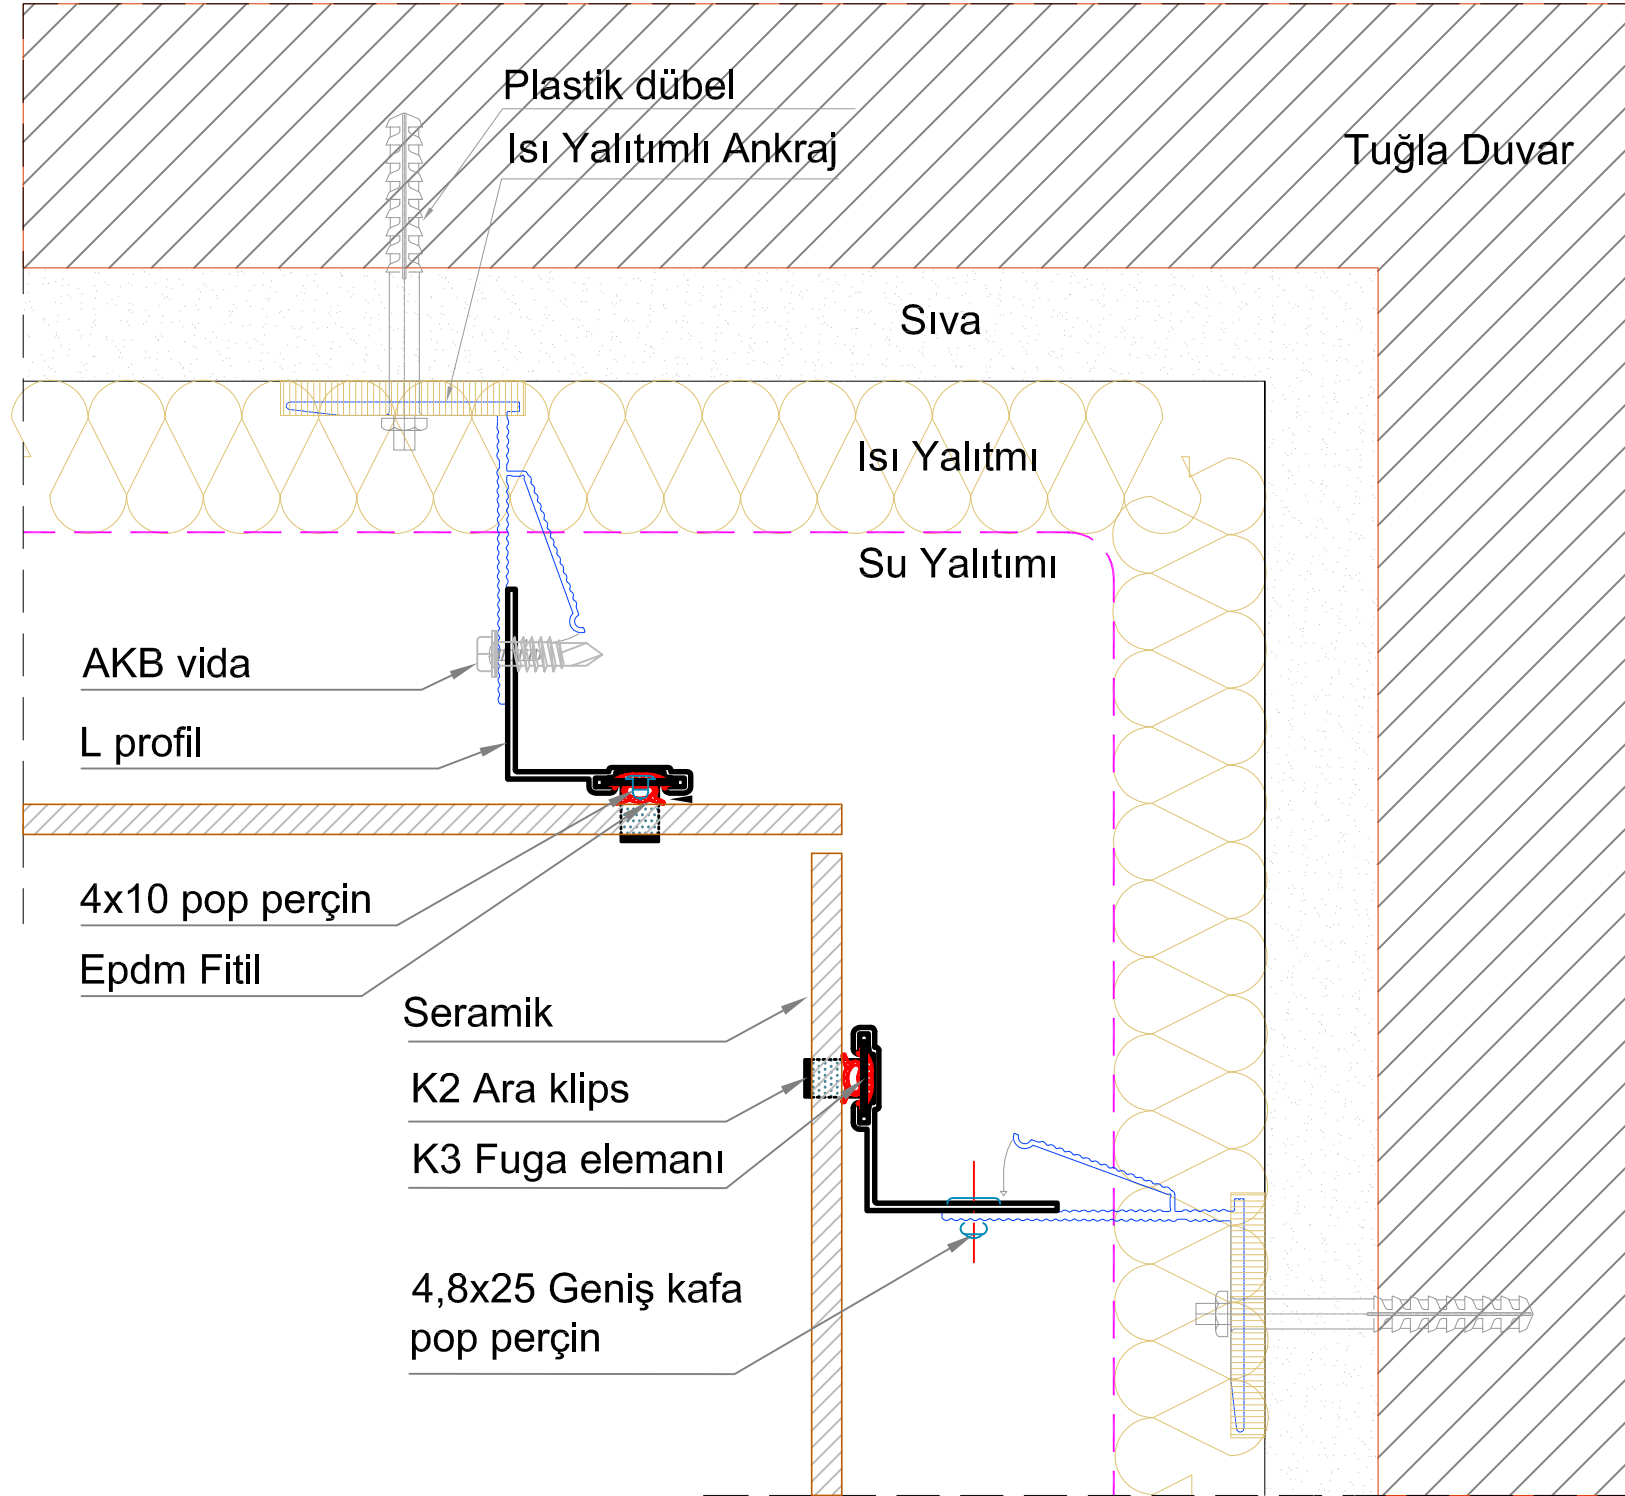 Plastik dübel
Isı Yalıtımlı Ankraj
Tuğla Duvar
Sıva
Isı Yalıtmı
Su Yalıtımı
AKB vida
L profil
4x10 pop perçin
Epdm Fitil
Seramik
K2 Ara klips
K3 Fuga elemanı
4,8x25 Geniş kafa
pop perçin